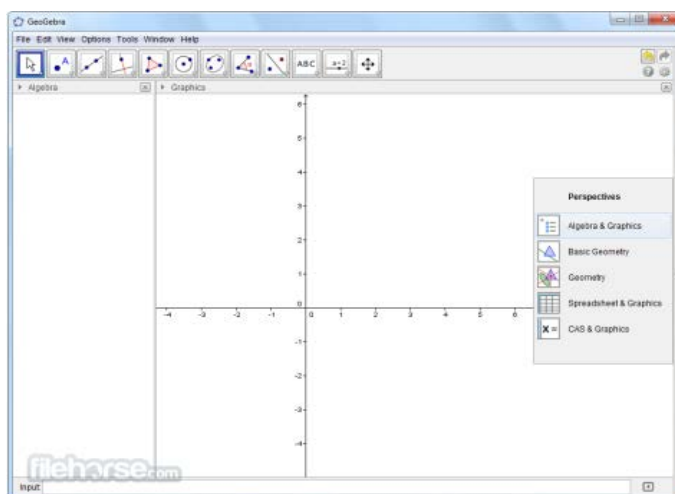 GeoGebra
File Edit View Options Tools Window Help
A
ABC
a=2
Algebra
Graphics
6
5
4
3
2
1
0
-4 -3 -2 -1 0 1 2 3 4 5 6
-1
-2
-3
-4
Perspectives
Algebra & Graphics
Basic Geometry
Geometry
Spreadsheet & Graphics
X =
CAS & Graphics
filehorse.com
Input: